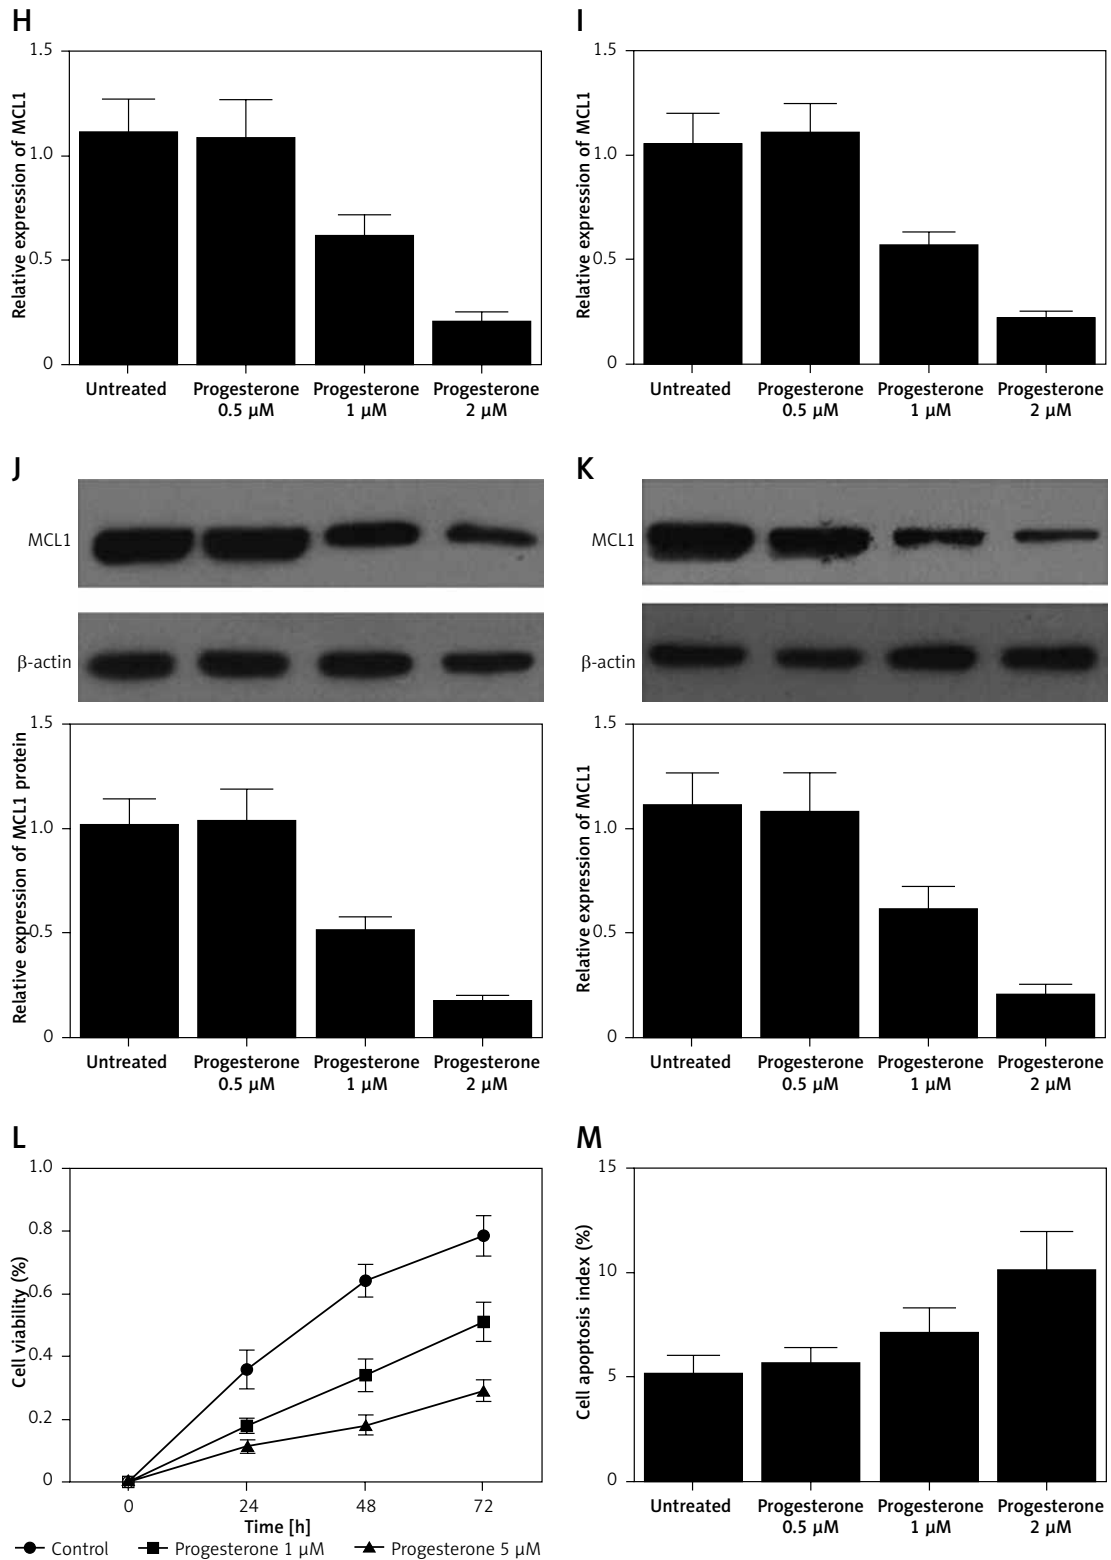 H
Relative expression of MCL1
1.5
1.0
0.5
0
Untreated
Progesterone
0.5 µM
Progesterone
1 µM
Progesterone
2 µM
I
Relative expression of MCL1
1.5
1.0
0.5
0
Untreated
Progesterone
0.5 µM
Progesterone
1 µM
Progesterone
2 µM
J
MCL1
β-actin
Relative expression of MCL1 protein
1.5
1.0
0.5
0
Untreated
Progesterone
0.5 µM
Progesterone
1 µM
Progesterone
2 µM
K
MCL1
β-actin
Relative expression of MCL1
1.5
1.0
0.5
0
Untreated
Progesterone
0.5 µM
Progesterone
1 µM
Progesterone
2 µM
L
Cell viability (%)
1.0
0.8
0.6
0.4
0.2
0
0 24 48 72
Time [h]
Control Progesterone 1 µM Progesterone 5 µM
M
Cell apoptosis index (%)
15
10
5
0
Untreated
Progesterone
0.5 µM
Progesterone
1 µM
Progesterone
2 µM